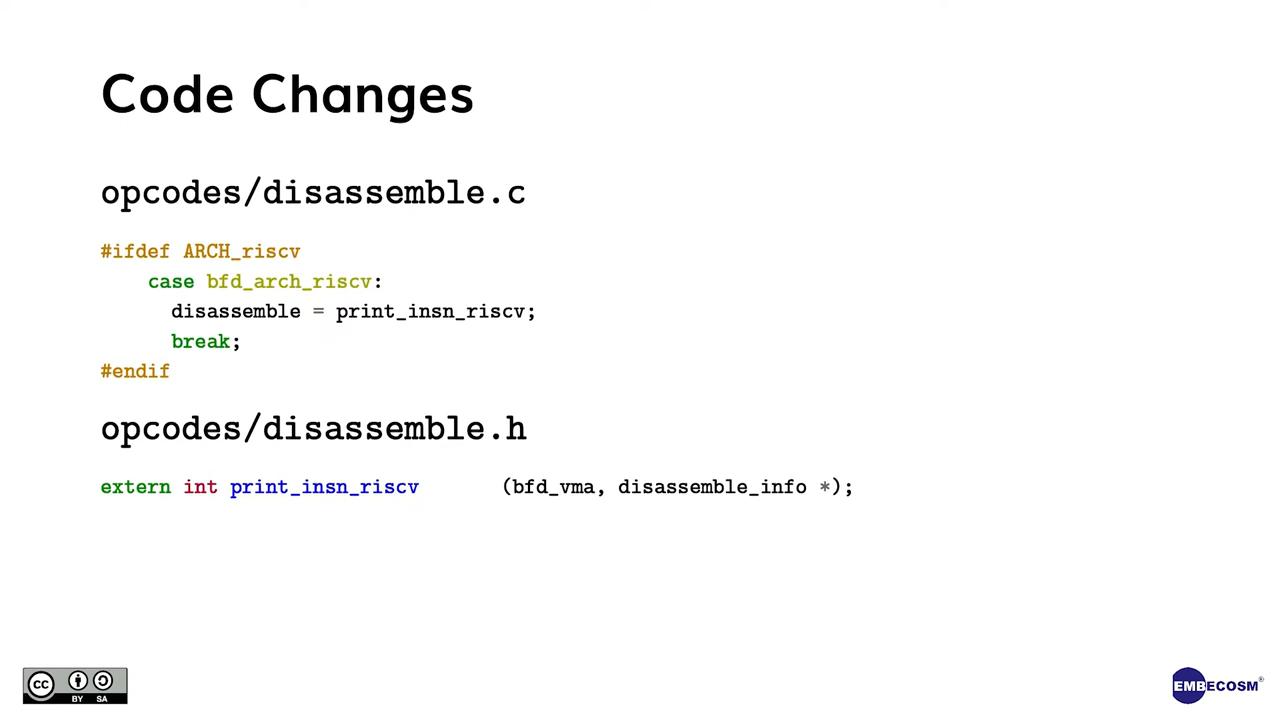 Code Changes
opcodes/disassemble.c
#ifdef ARCH_riscv
    case bfd_arch_riscv:
      disassemble = print_insn_riscv;
      break;
#endif
opcodes/disassemble.h
extern int print_insn_riscv       (bfd_vma, disassemble_info *);
cc BY SA
EMBECOSM®